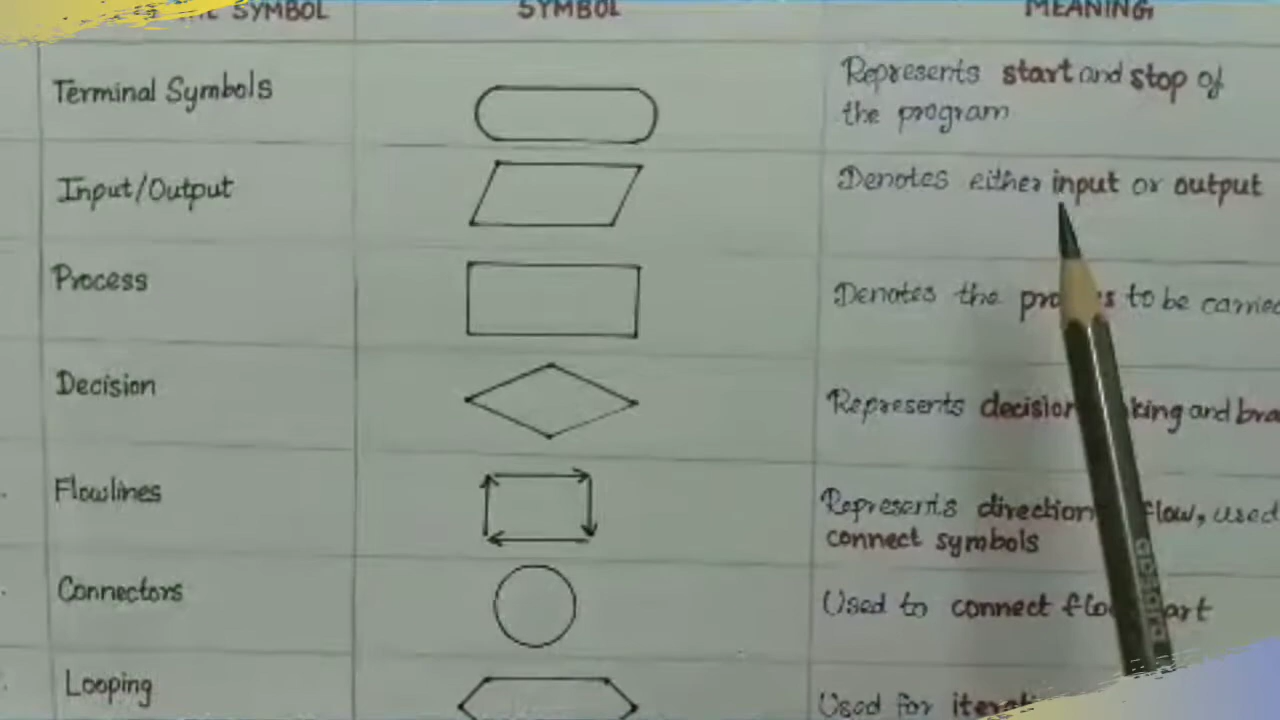 SYMBOL
SYMBOL
MEANING
Terminal Symbols
Represents start and stop of
the program
Input/Output
Denotes either input or output
Process
Denotes the to be carried
Decision
Represents and
Flowlines
Represents flow, used
connect symbols
Connectors
Used to connect
Looping
Used for